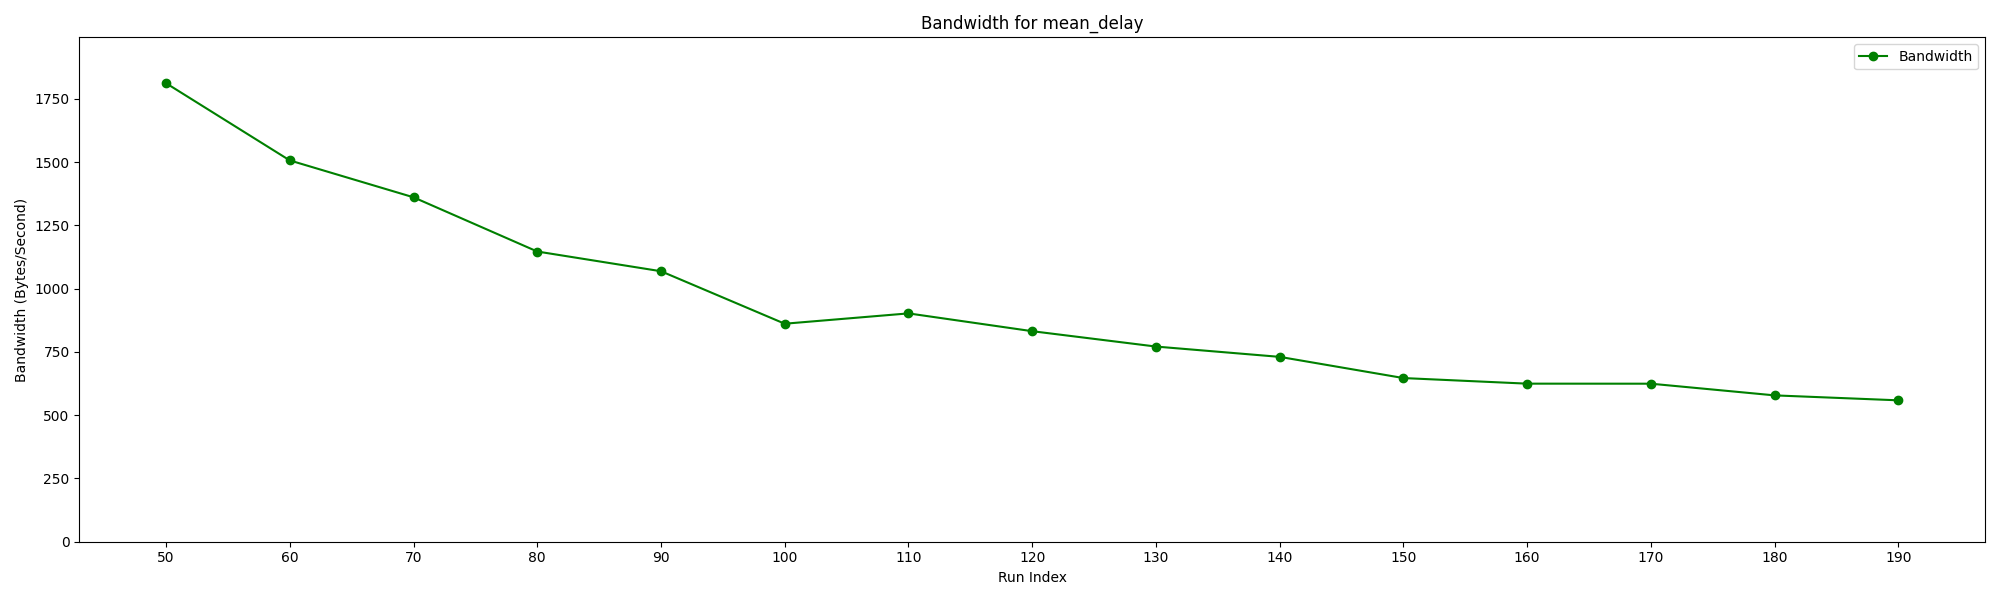 Bandwidth for mean_delay
Bandwidth
Bandwidth (Bytes/Second)
1750
1500
1250
1000
750
500
250
0
50 60 70 80 90 100 110 120 130 140 150 160 170 180 190
Run Index